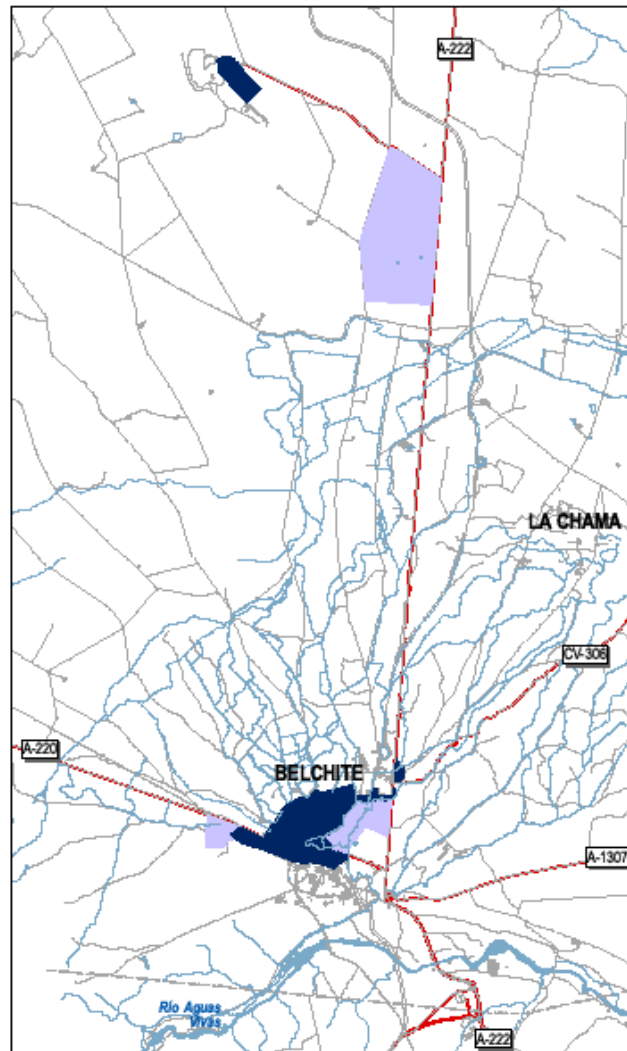 A-222
LA CHAMA
CV-306
A-220
BELCHITE
A-1307
Río Aguas
Vivas
A-222